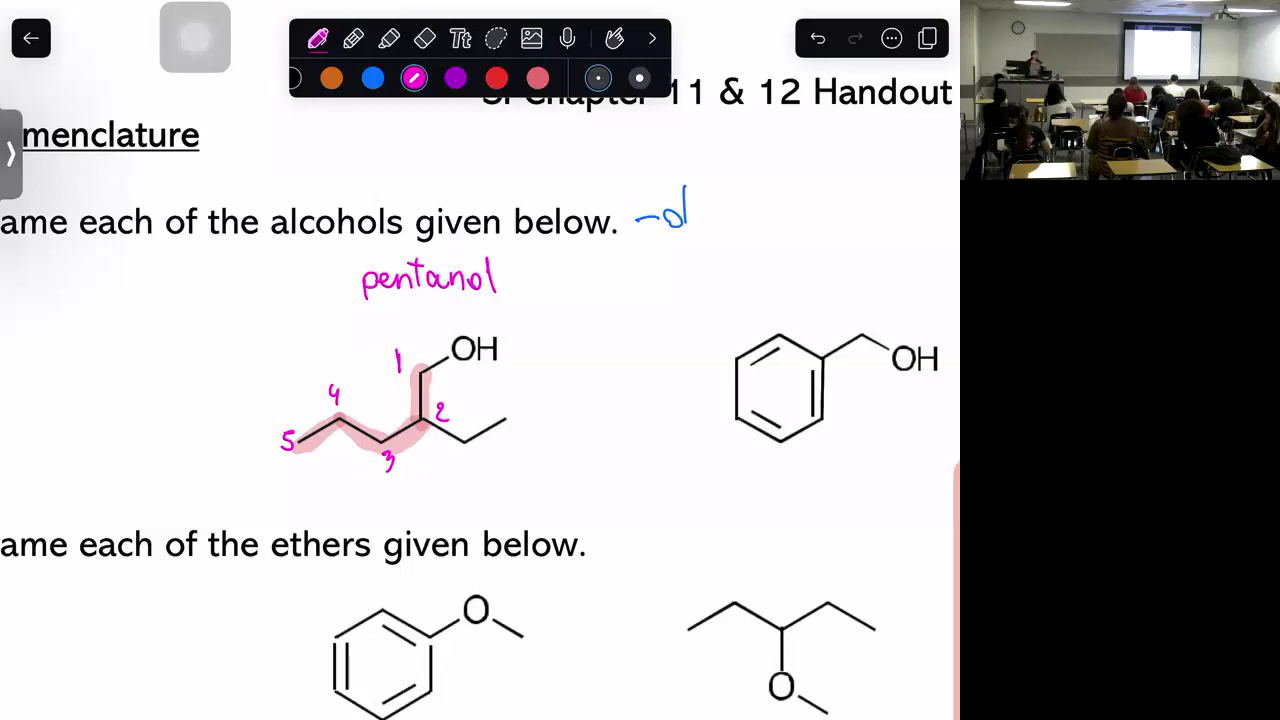 Chapter 11 & 12 Handout
menclature
ame each of the alcohols given below. -ol
pentanol
OH
1
2
3
4
5
OH
ame each of the ethers given below.
O
O